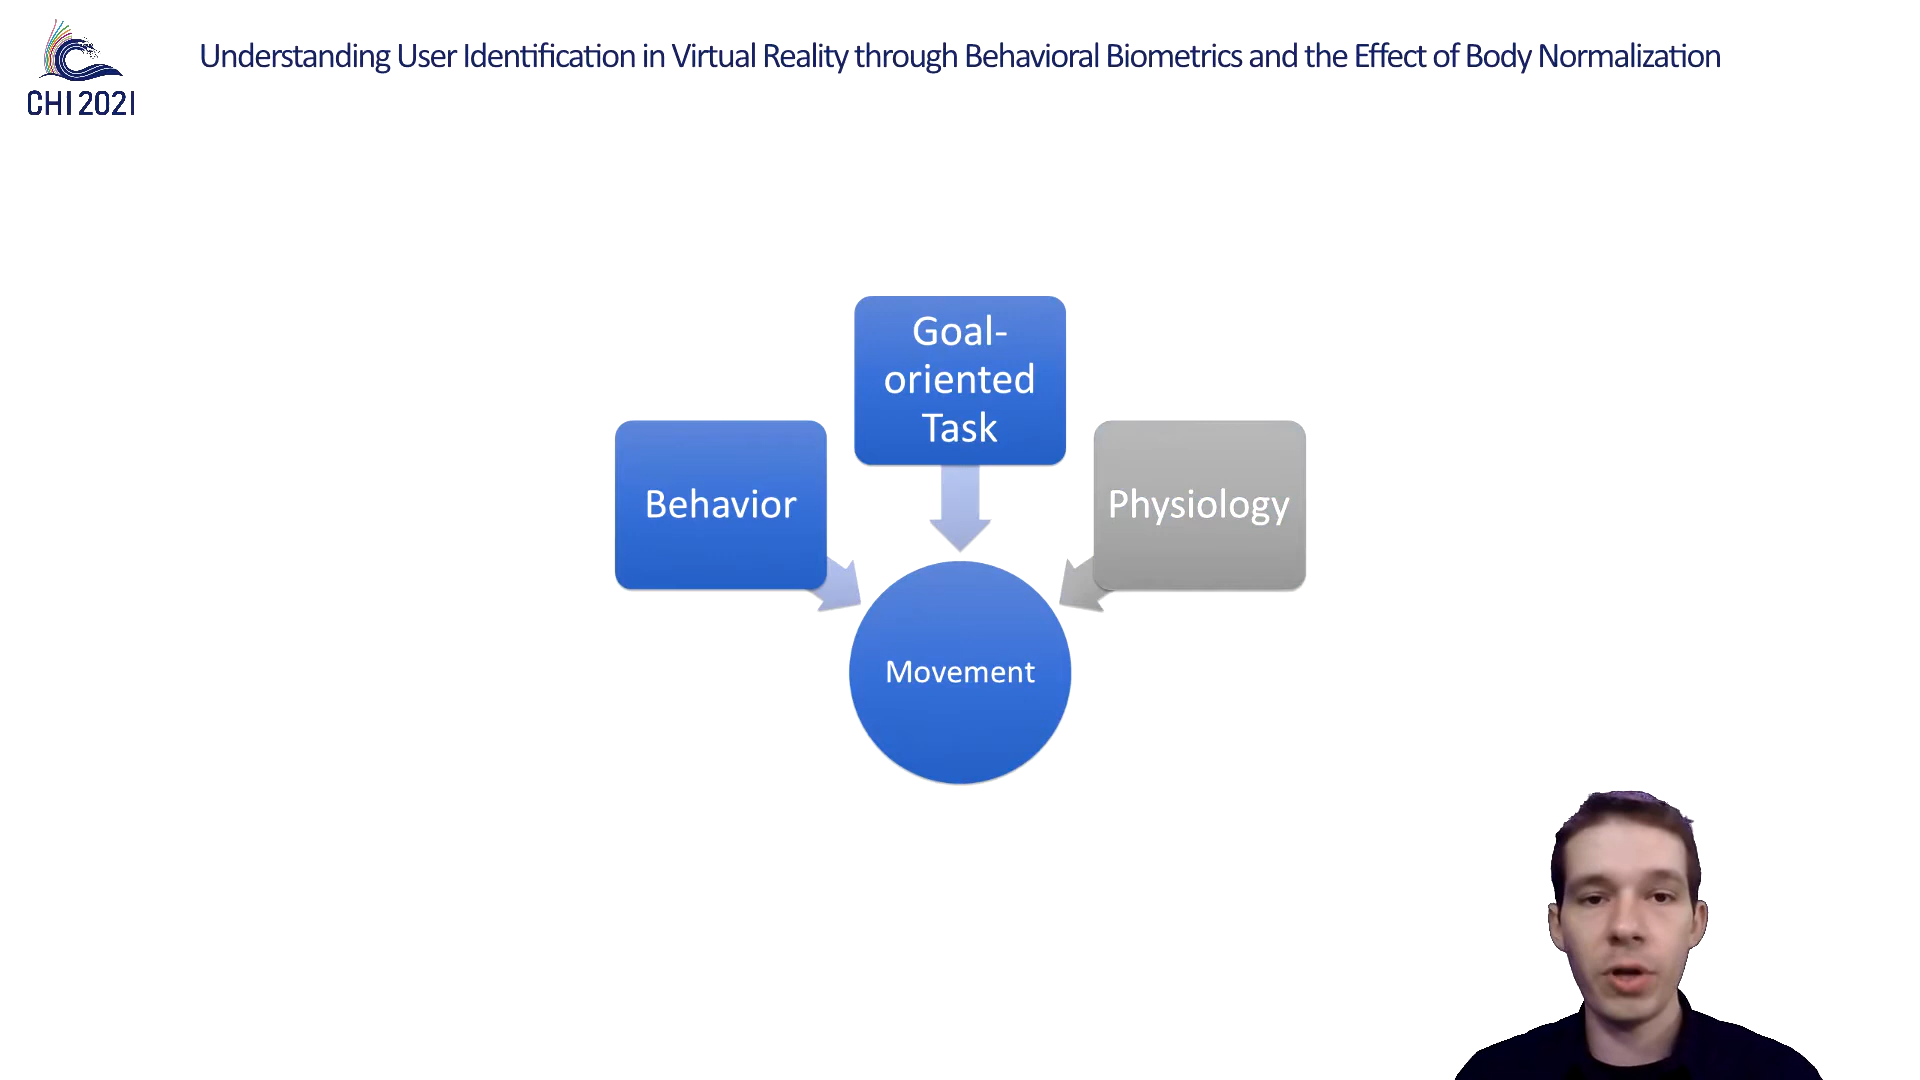 Understanding User Identification in Virtual Reality through Behavioral Biometrics and the Effect of Body Normalization
CHI 2021
Goal-
oriented
Task
Behavior
Physiology
Movement